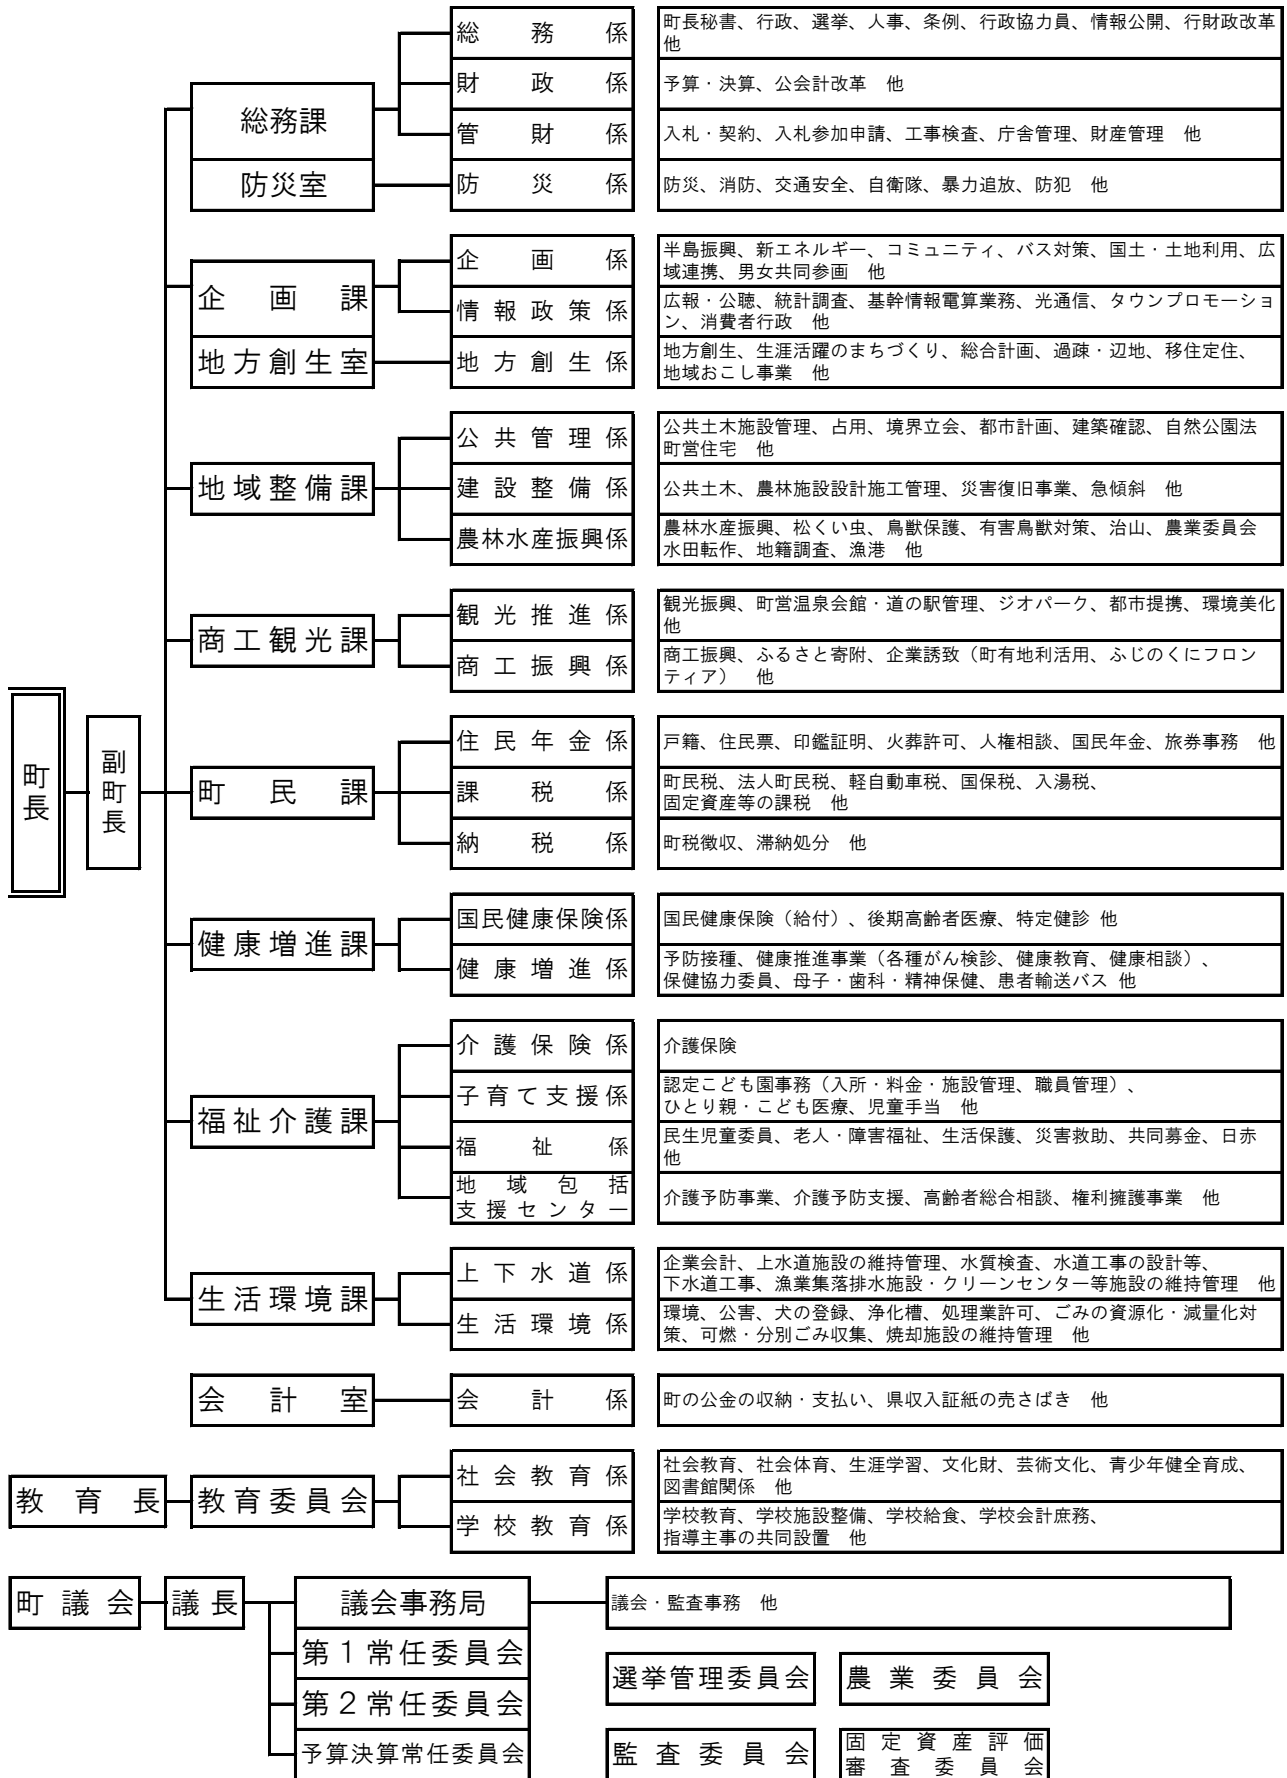 総務係
町長秘書、行政、選挙、人事、条例、行政協力員、情報公開、行財政改革
他
財政係
予算・決算、公会計改革　他
総務課
管財係
入札・契約、入札参加申請、工事検査、庁舎管理、財産管理　他
防災室
防災係
防災、消防、交通安全、自衛隊、暴力追放、防犯　他
企画課
企画係
半島振興、新エネルギー、コミュニティ、バス対策、国土・土地利用、広
域連携、男女共同参画　他
情報政策係
広報・公聴、統計調査、基幹情報電算業務、光通信、タウンプロモーショ
ン、消費者行政　他
地方創生室
地方創生係
地方創生、生涯活躍のまちづくり、総合計画、過疎・辺地、移住定住、
地域おこし事業　他
地域整備課
公共管理係
公共土木施設管理、占用、境界立会、都市計画、建築確認、自然公園法
町営住宅　他
建設整備係
公共土木、農林施設設計施工管理、災害復旧事業、急傾斜　他
農林水産振興係
農林水産振興、松くい虫、鳥獣保護、有害鳥獣対策、治山、農業委員会
水田転作、地籍調査、漁港　他
商工観光課
観光推進係
観光振興、町営温泉会館・道の駅管理、ジオパーク、都市提携、環境美化
他
商工振興係
商工振興、ふるさと寄附、企業誘致（町有地利活用、ふじのくにフロン
ティア）　他
町長
副町長
町民課
住民年金係
戸籍、住民票、印鑑証明、火葬許可、人権相談、国民年金、旅券事務　他
課税係
町民税、法人町民税、軽自動車税、国保税、入湯税、
固定資産等の課税　他
納税係
町税徴収、滞納処分　他
健康増進課
国民健康保険係
国民健康保険（給付）、後期高齢者医療、特定健診 他
健康増進係
予防接種、健康推進事業（各種がん検診、健康教育、健康相談）、
保健協力委員、母子・歯科・精神保健、患者輸送バス 他
福祉介護課
介護保険係
介護保険
子育て支援係
認定こども園事務（入所・料金・施設管理、職員管理）、
ひとり親・こども医療、児童手当　他
福祉係
民生児童委員、老人・障害福祉、生活保護、災害救助、共同募金、日赤
他
地域包括
支援センター
介護予防事業、介護予防支援、高齢者総合相談、権利擁護事業　他
生活環境課
上下水道係
企業会計、上水道施設の維持管理、水質検査、水道工事の設計等、
下水道工事、漁業集落排水施設・クリーンセンター等施設の維持管理　他
生活環境係
環境、公害、犬の登録、浄化槽、処理業許可、ごみの資源化・減量化対
策、可燃・分別ごみ収集、焼却施設の維持管理　他
会計室
会計係
町の公金の収納・支払い、県収入証紙の売さばき　他
教育長
教育委員会
社会教育係
社会教育、社会体育、生涯学習、文化財、芸術文化、青少年健全育成、
図書館関係　他
学校教育係
学校教育、学校施設整備、学校給食、学校会計庶務、
指導主事の共同設置　他
町議会
議長
議会事務局
議会・監査事務　他
第１常任委員会
第２常任委員会
予算決算常任委員会
選挙管理委員会
農業委員会
監査委員会
固定資産評価
審査委員会